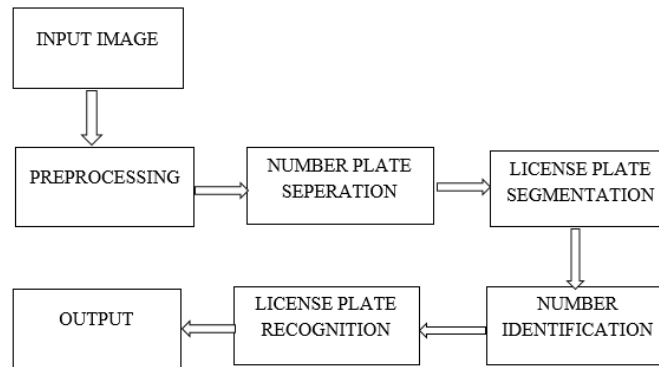 INPUT IMAGE
PREPROCESSING
NUMBER PLATE
SEPERATION
LICENSE PLATE
SEGMENTATION
NUMBER
IDENTIFICATION
LICENSE PLATE
RECOGNITION
OUTPUT